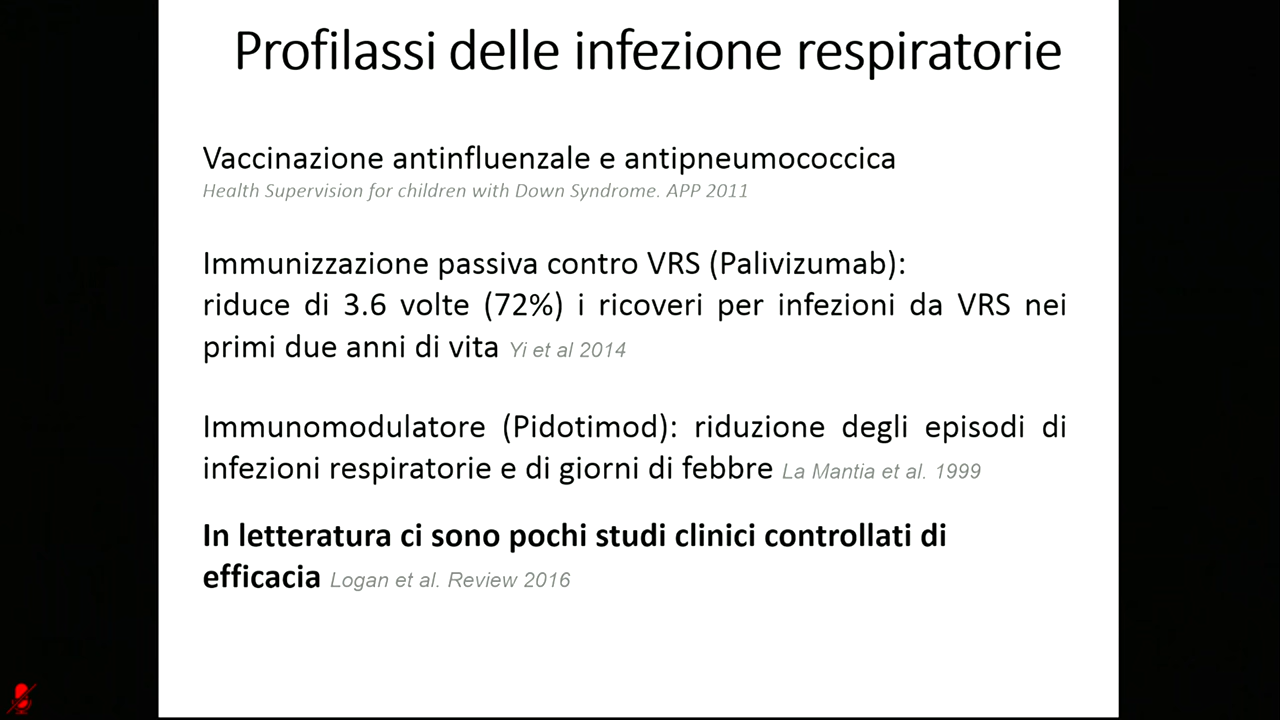 Profilassi delle infezione respiratorie
Vaccinazione antinfluenzale e antipneumococcica
Health Supervision for children with Down Syndrome. APP 2011
Immunizzazione passiva contro VRS (Palivizumab):
riduce di 3.6 volte (72%) i ricoveri per infezioni da VRS nei
primi due anni di vita Yi et al 2014
Immunomodulatore (Pidotimod): riduzione degli episodi di
infezioni respiratorie e di giorni di febbre La Mantia et al. 1999
In letteratura ci sono pochi studi clinici controllati di
efficacia Logan et al. Review 2016